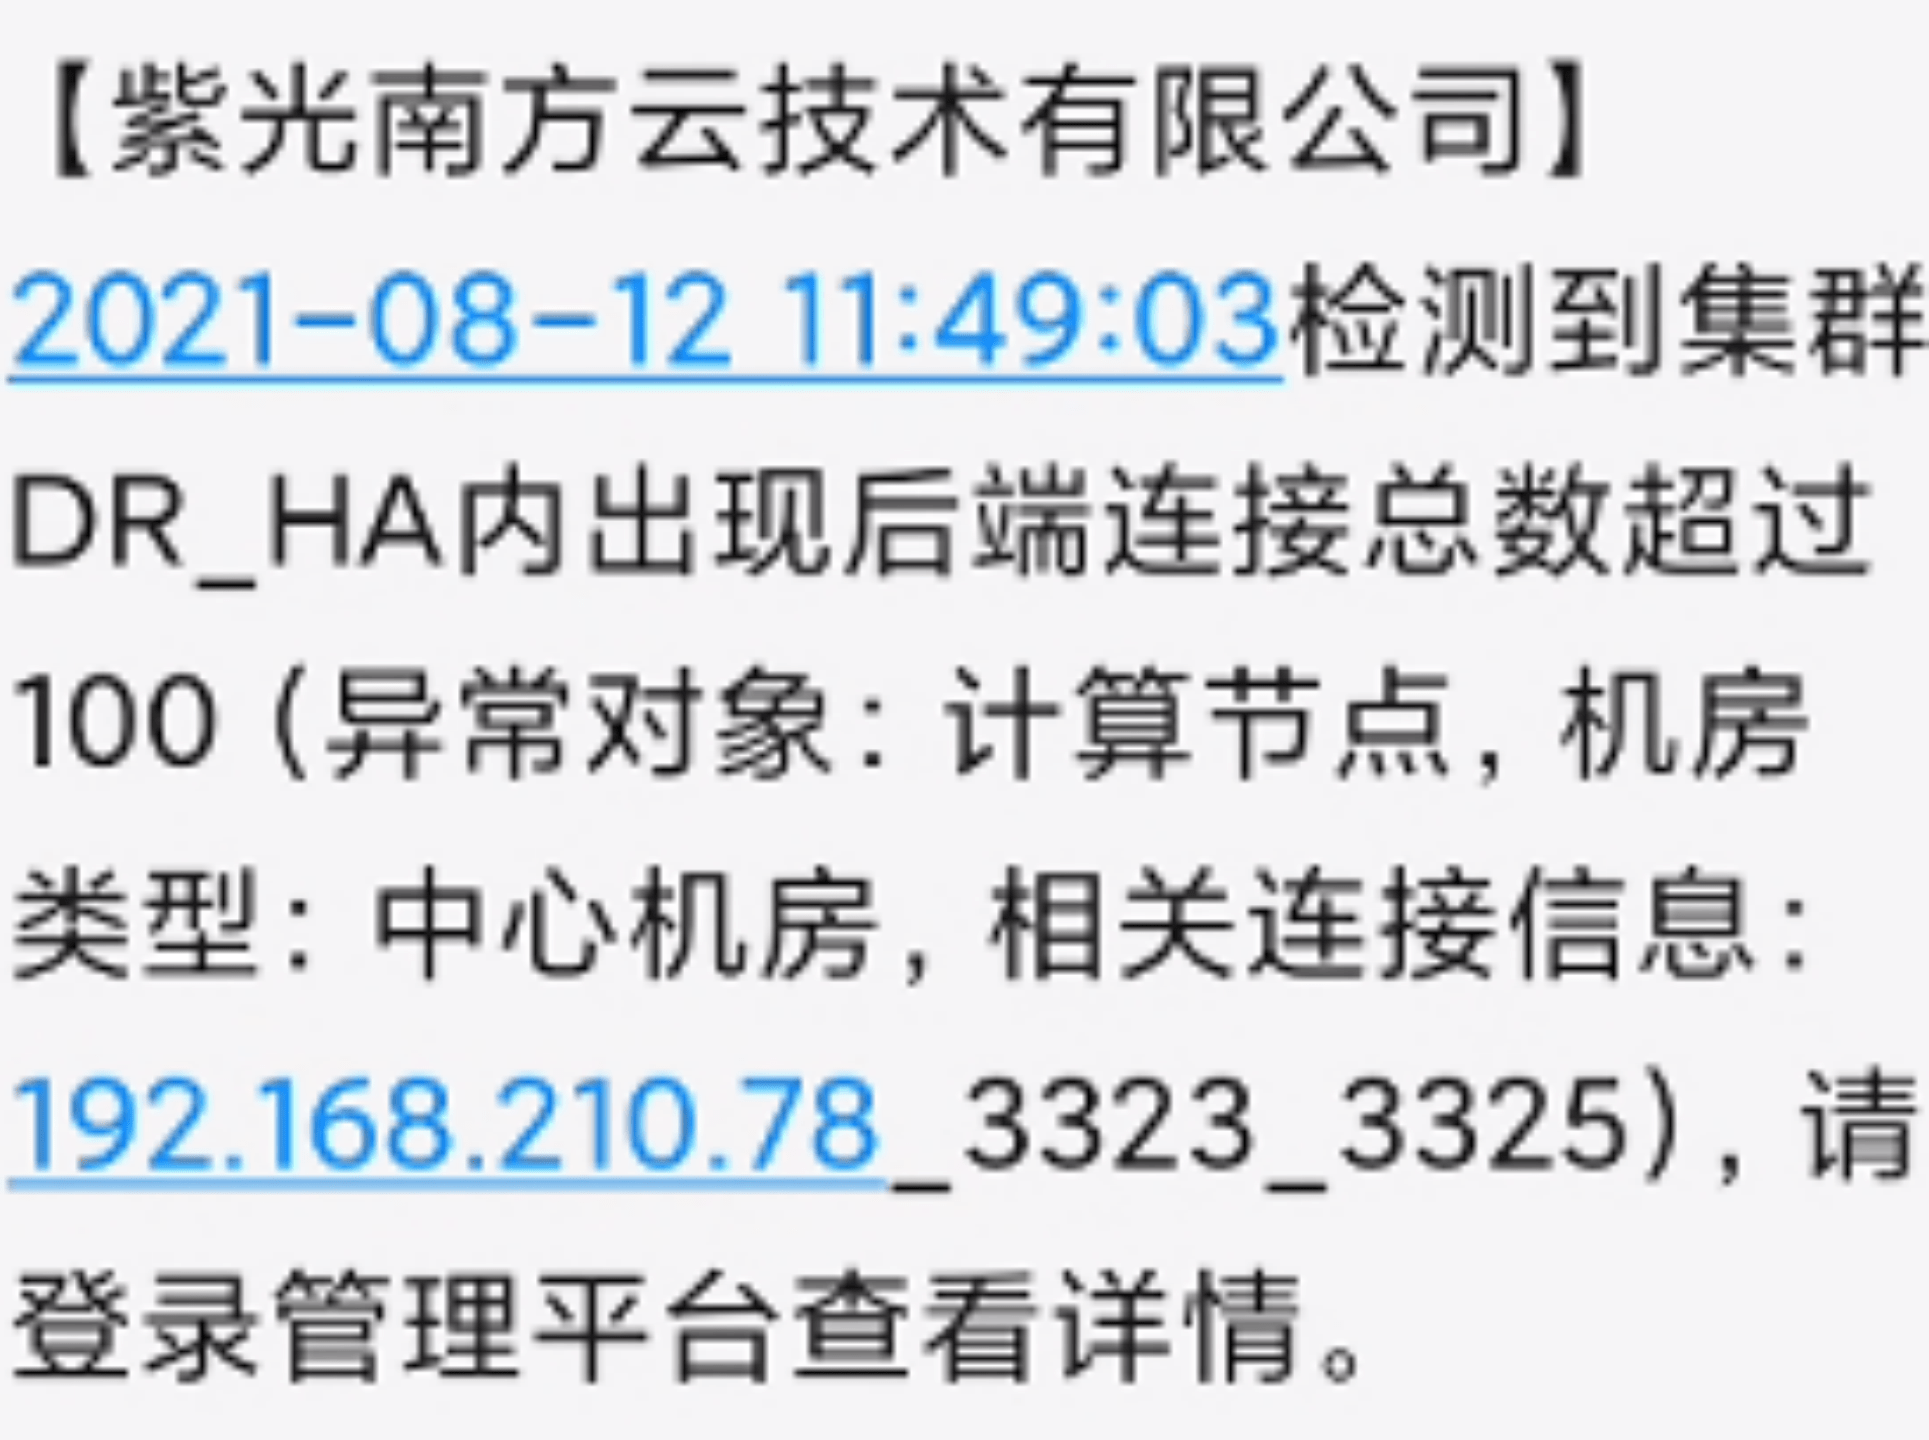 【紫光南方云技术有限公司】
2021-08-12 11:49:03检测到集群
DR_HA内出现后端连接总数超过
100（异常对象：计算节点，机房
类型：中心机房，相关连接信息：
192.168.210.78_3323_3325），请
登录管理平台查看详情。